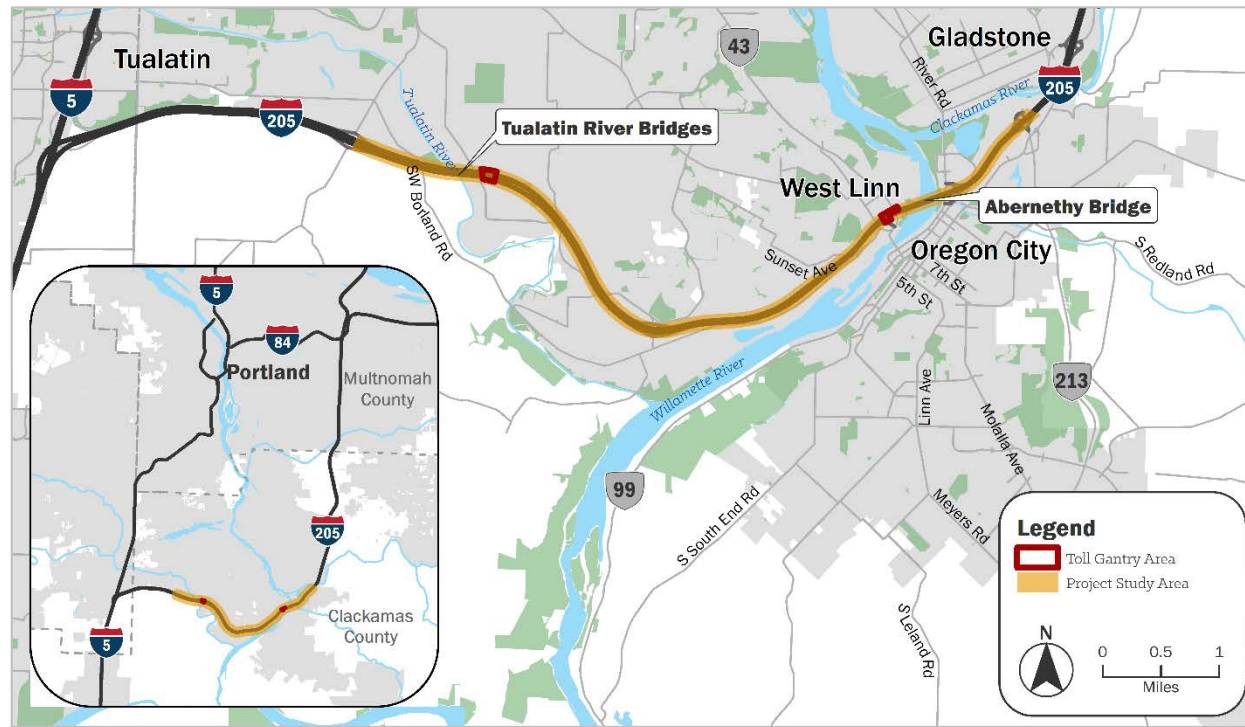 Tualatin
Gladstone
43
River Rd
5
205
205
Clackamas River
Tualatin River
Tualatin River Bridges
West Linn
Abernethy Bridge
SW Borland Rd
Sunset Ave
Oregon City
7th St
5th St
S Redland Rd
Willamette River
Linn Ave
213
Molalla Ave
99
S South End Rd
Meyers Rd
S Leland Rd
5
84
Portland
Multnomah
County
205
Clackamas
County
5
Legend
Toll Gantry Area
Project Study Area
N
0 0.5 1
Miles